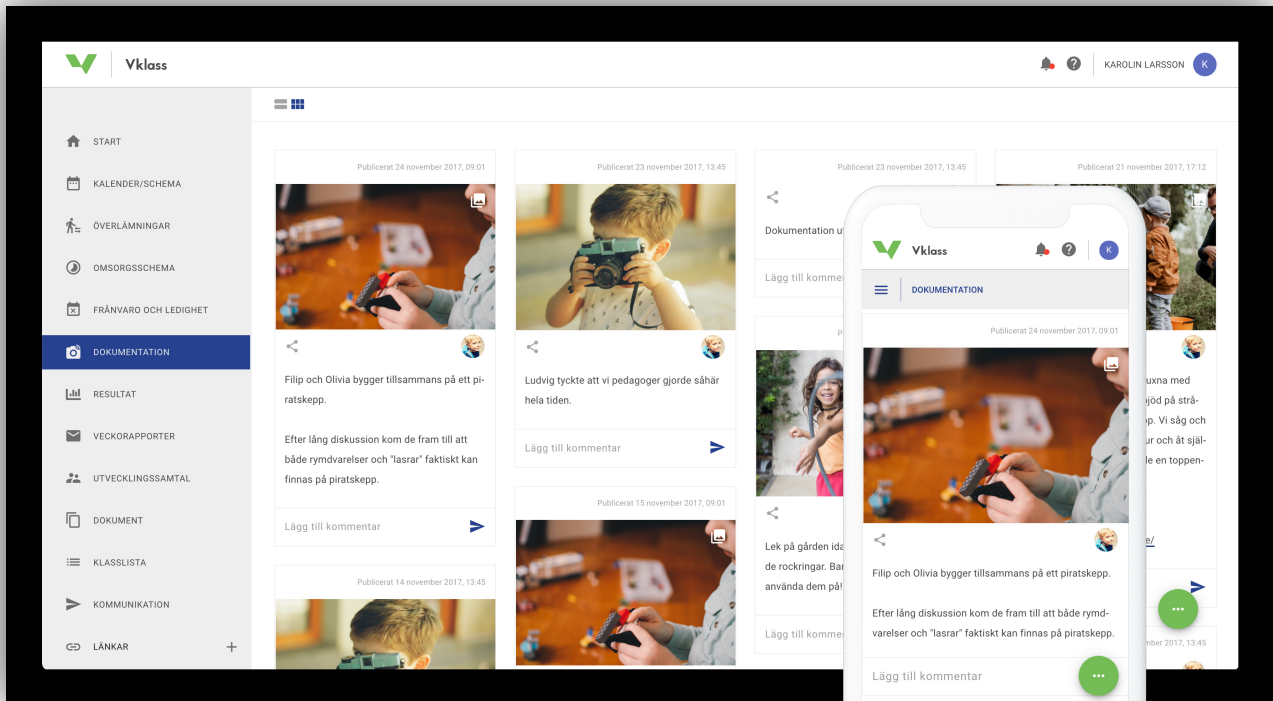 Vklass
KAROLIN LARSSON
K
START
KALENDER/SCHEMA
ÖVERLÄMNINGAR
OMSORGSSCHEMA
FRÅNVARO OCH LEDIGHET
DOKUMENTATION
RESULTAT
VECKORAPPORTER
UTVECKLINGSSAMTAL
DOKUMENT
KLASSLISTA
KOMMUNIKATION
LÄNKAR
Publicerat 24 november 2017, 09:01
Filip och Olivia bygger tillsammans på ett pi-
ratskepp.
Efter lång diskussion kom de fram till att
både rymdvarelser och "lasrar" faktiskt kan
finnas på piratskepp.
Lägg till kommentar
Publicerat 14 november 2017, 13:45
Publicerat 23 november 2017, 13:45
Ludvig tyckte att vi pedagoger gjorde såhär
hela tiden.
Lägg till kommentar
Publicerat 15 november 2017, 09:01
Publicerat 23 november 2017, 13:45
Dokumentation
Lägg till
Lek på gården
de rockringar.
använda dem på!
Lägg till
Publicerat 21 november 2017, 17:12
med
på strå-
Vi såg och
och åt själ-
en toppen-
2017, 13:45
Vklass
K
DOKUMENTATION
Publicerat 24 november 2017, 09:01
Filip och Olivia bygger tillsammans på ett piratskepp.
Efter lång diskussion kom de fram till att både rymd-
varelser och "lasrar" faktiskt kan finnas på piratskepp.
Lägg till kommentar